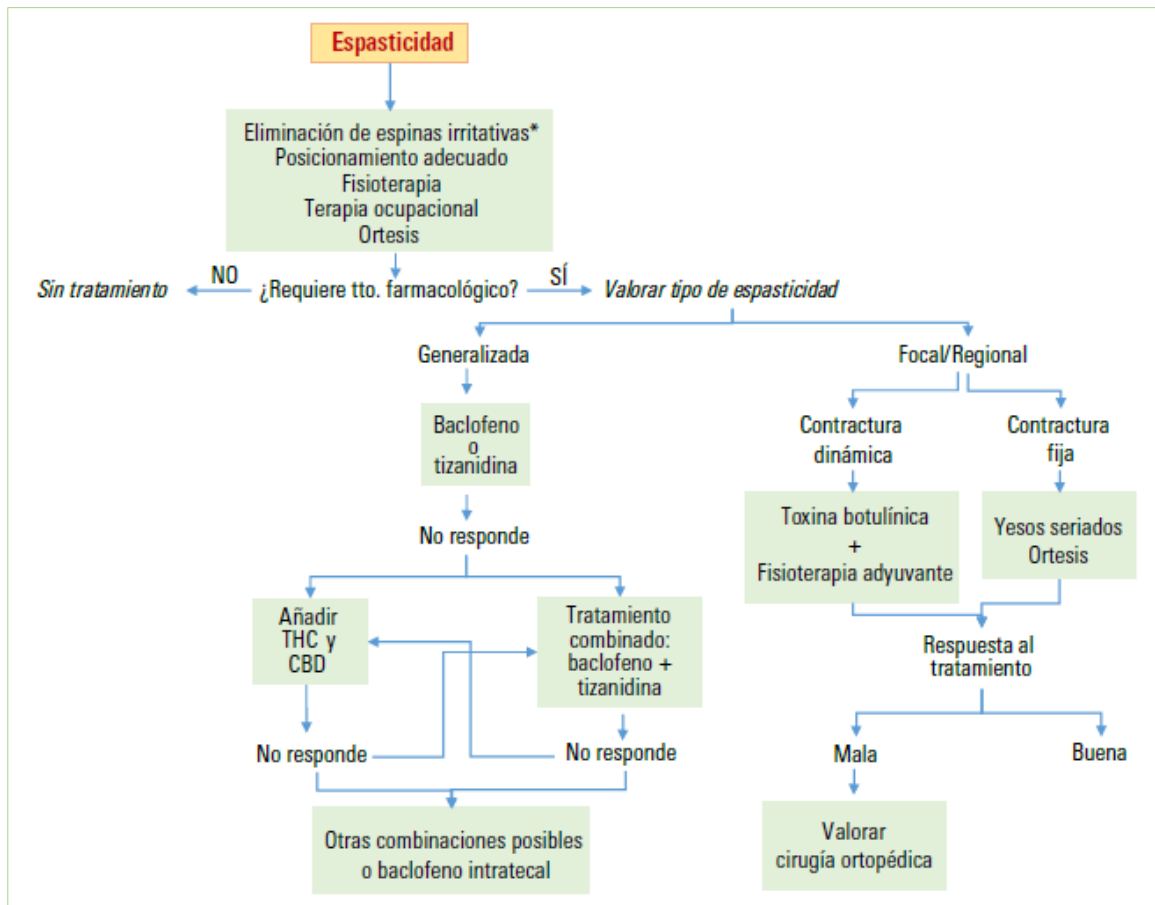 Espasticidad
Eliminación de espinas irritativas*
Posicionamiento adecuado
Fisioterapia
Terapia ocupacional
Ortesis
Sin tratamiento
NO
¿Requiere tto. farmacológico?
SÍ
Valorar tipo de espasticidad
Generalizada
Focal/Regional
Baclofeno
o
tizanidina
Contractura
dinámica
Contractura
fija
No responde
Toxina botulínica
+
Fisioterapia adyuvante
Yesos seriados
Ortesis
Añadir
THC y
CBD
Tratamiento
combinado:
baclofeno +
tizanidina
Respuesta al
tratamiento
No responde
No responde
Mala
Buena
Otras combinaciones posibles
o baclofeno intratecal
Valorar
cirugía ortopédica